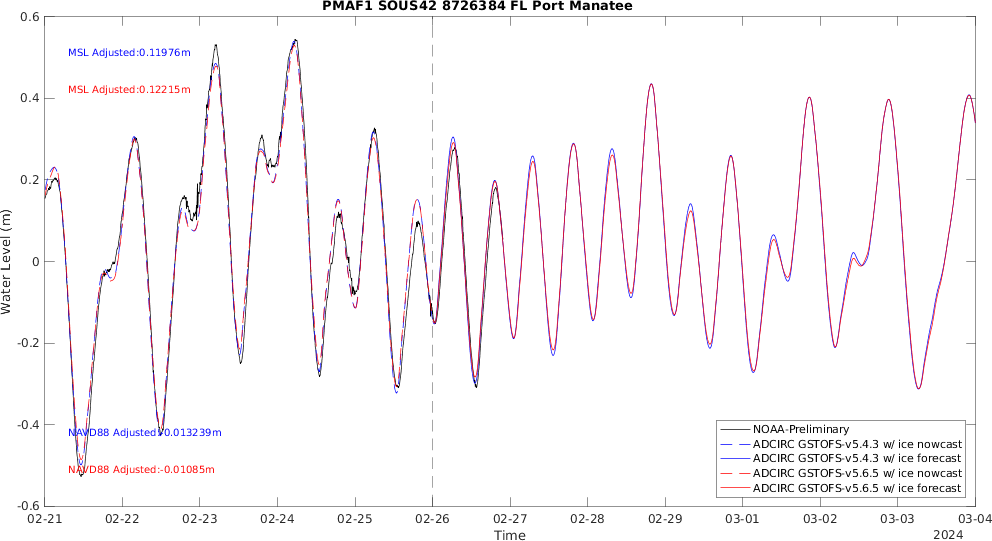 PMAF1 SOUS42 8726384 FL Port Manatee
0.6
MSL Adjusted:0.11976m
0.4
MSL Adjusted:0.12215m
0.2
Water Level (m)
0
-0.2
-0.4
NAVD88 Adjusted:-0.013239m
NAVD88 Adjusted:-0.01085m
-0.6
NOAA-Preliminary
ADCIRC GSTOFS-v5.4.3 w/ ice nowcast
ADCIRC GSTOFS-v5.4.3 w/ ice forecast
ADCIRC GSTOFS-v5.6.5 w/ ice nowcast
ADCIRC GSTOFS-v5.6.5 w/ ice forecast
02-21 02-22 02-23 02-24 02-25 02-26 02-27 02-28 02-29 03-01 03-02 03-03 03-04
Time
2024